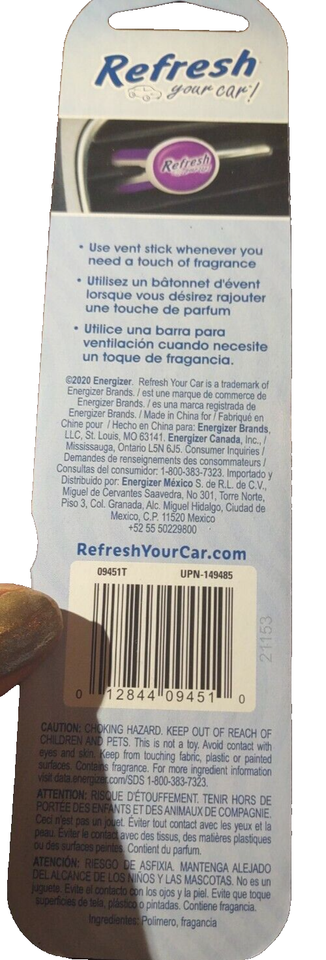 Refresh
your car!
Refresh
• Use vent stick whenever you
need a touch of fragrance
• Utilisez un bâtonnet d'évent
lorsque vous désirez rajouter
une touche de parfum
• Utilice una barra para
ventilación cuando necesite
un toque de fragancia.
©2020 Energizer. Refresh Your Car is a trademark of
Energizer Brands. / est une marque de commerce de
Energizer Brands. / es una marca registrada de
Energizer Brands. / Made in China for / Fabriqué en
Chine pour / Hecho en China para: Energizer Brands,
LLC, St. Louis, MO 63141. Energizer Canada, Inc., /
Mississauga, Ontario L5N 6J5. Consumer Inquiries /
Demandes de renseignements des consommateurs /
Consultas del consumidor: 1-800-383-7323. Importado y
Distribuido por: Energizer México S. de R.L. de C.V.,
Miguel de Cervantes Saavedra, No 301, Torre Norte,
Piso 3, Col. Granada, Alc. Miguel Hidalgo, Ciudad de
Mexico, C.P. 11520 Mexico
+52 55 50229800
RefreshYourCar.com
09451T UPN-149485
0 12844 09451 0
21153
CAUTION: CHOKING HAZARD. KEEP OUT OF REACH OF
CHILDREN AND PETS. This is not a toy. Avoid contact with
eyes and skin. Keep from touching fabric, plastic or painted
surfaces. Contains fragrance. For more ingredient information
visit data.energizer.com/SDS 1-800-383-7323.
ATTENTION: RISQUE D'ÉTOUFFEMENT. TENIR HORS DE
PORTÉE DES ENFANTS ET DES ANIMAUX DE COMPAGNIE.
Ceci n'est pas un jouet. Éviter tout contact avec les yeux et la
peau. Éviter le contact avec des tissus, des matières plastiques
ou des surfaces peintes. Contient du parfum.
ATENCIÓN: RIESGO DE ASFIXIA. MANTENGA ALEJADO
DEL ALCANCE DE LOS NIÑOS Y LAS MASCOTAS. No es un
juguete. Evite el contacto con los ojos y la piel. Evite que toque
superficies de tela, plástico o pintadas. Contiene fragancia.
Ingredientes: Polímero, fragancia